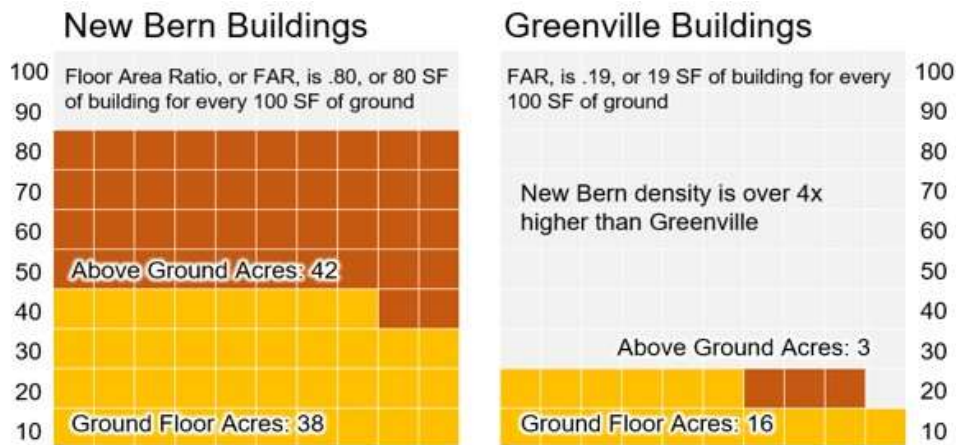 New Bern Buildings
Greenville Buildings
100
90
80
70
60
50
40
30
20
10
Floor Area Ratio, or FAR, is .80, or 80 SF
of building for every 100 SF of ground
Above Ground Acres: 42
Ground Floor Acres: 38
FAR, is .19, or 19 SF of building for every
100 SF of ground
New Bern density is over 4x
higher than Greenville
Above Ground Acres: 3
Ground Floor Acres: 16
100
90
80
70
60
50
40
30
20
10